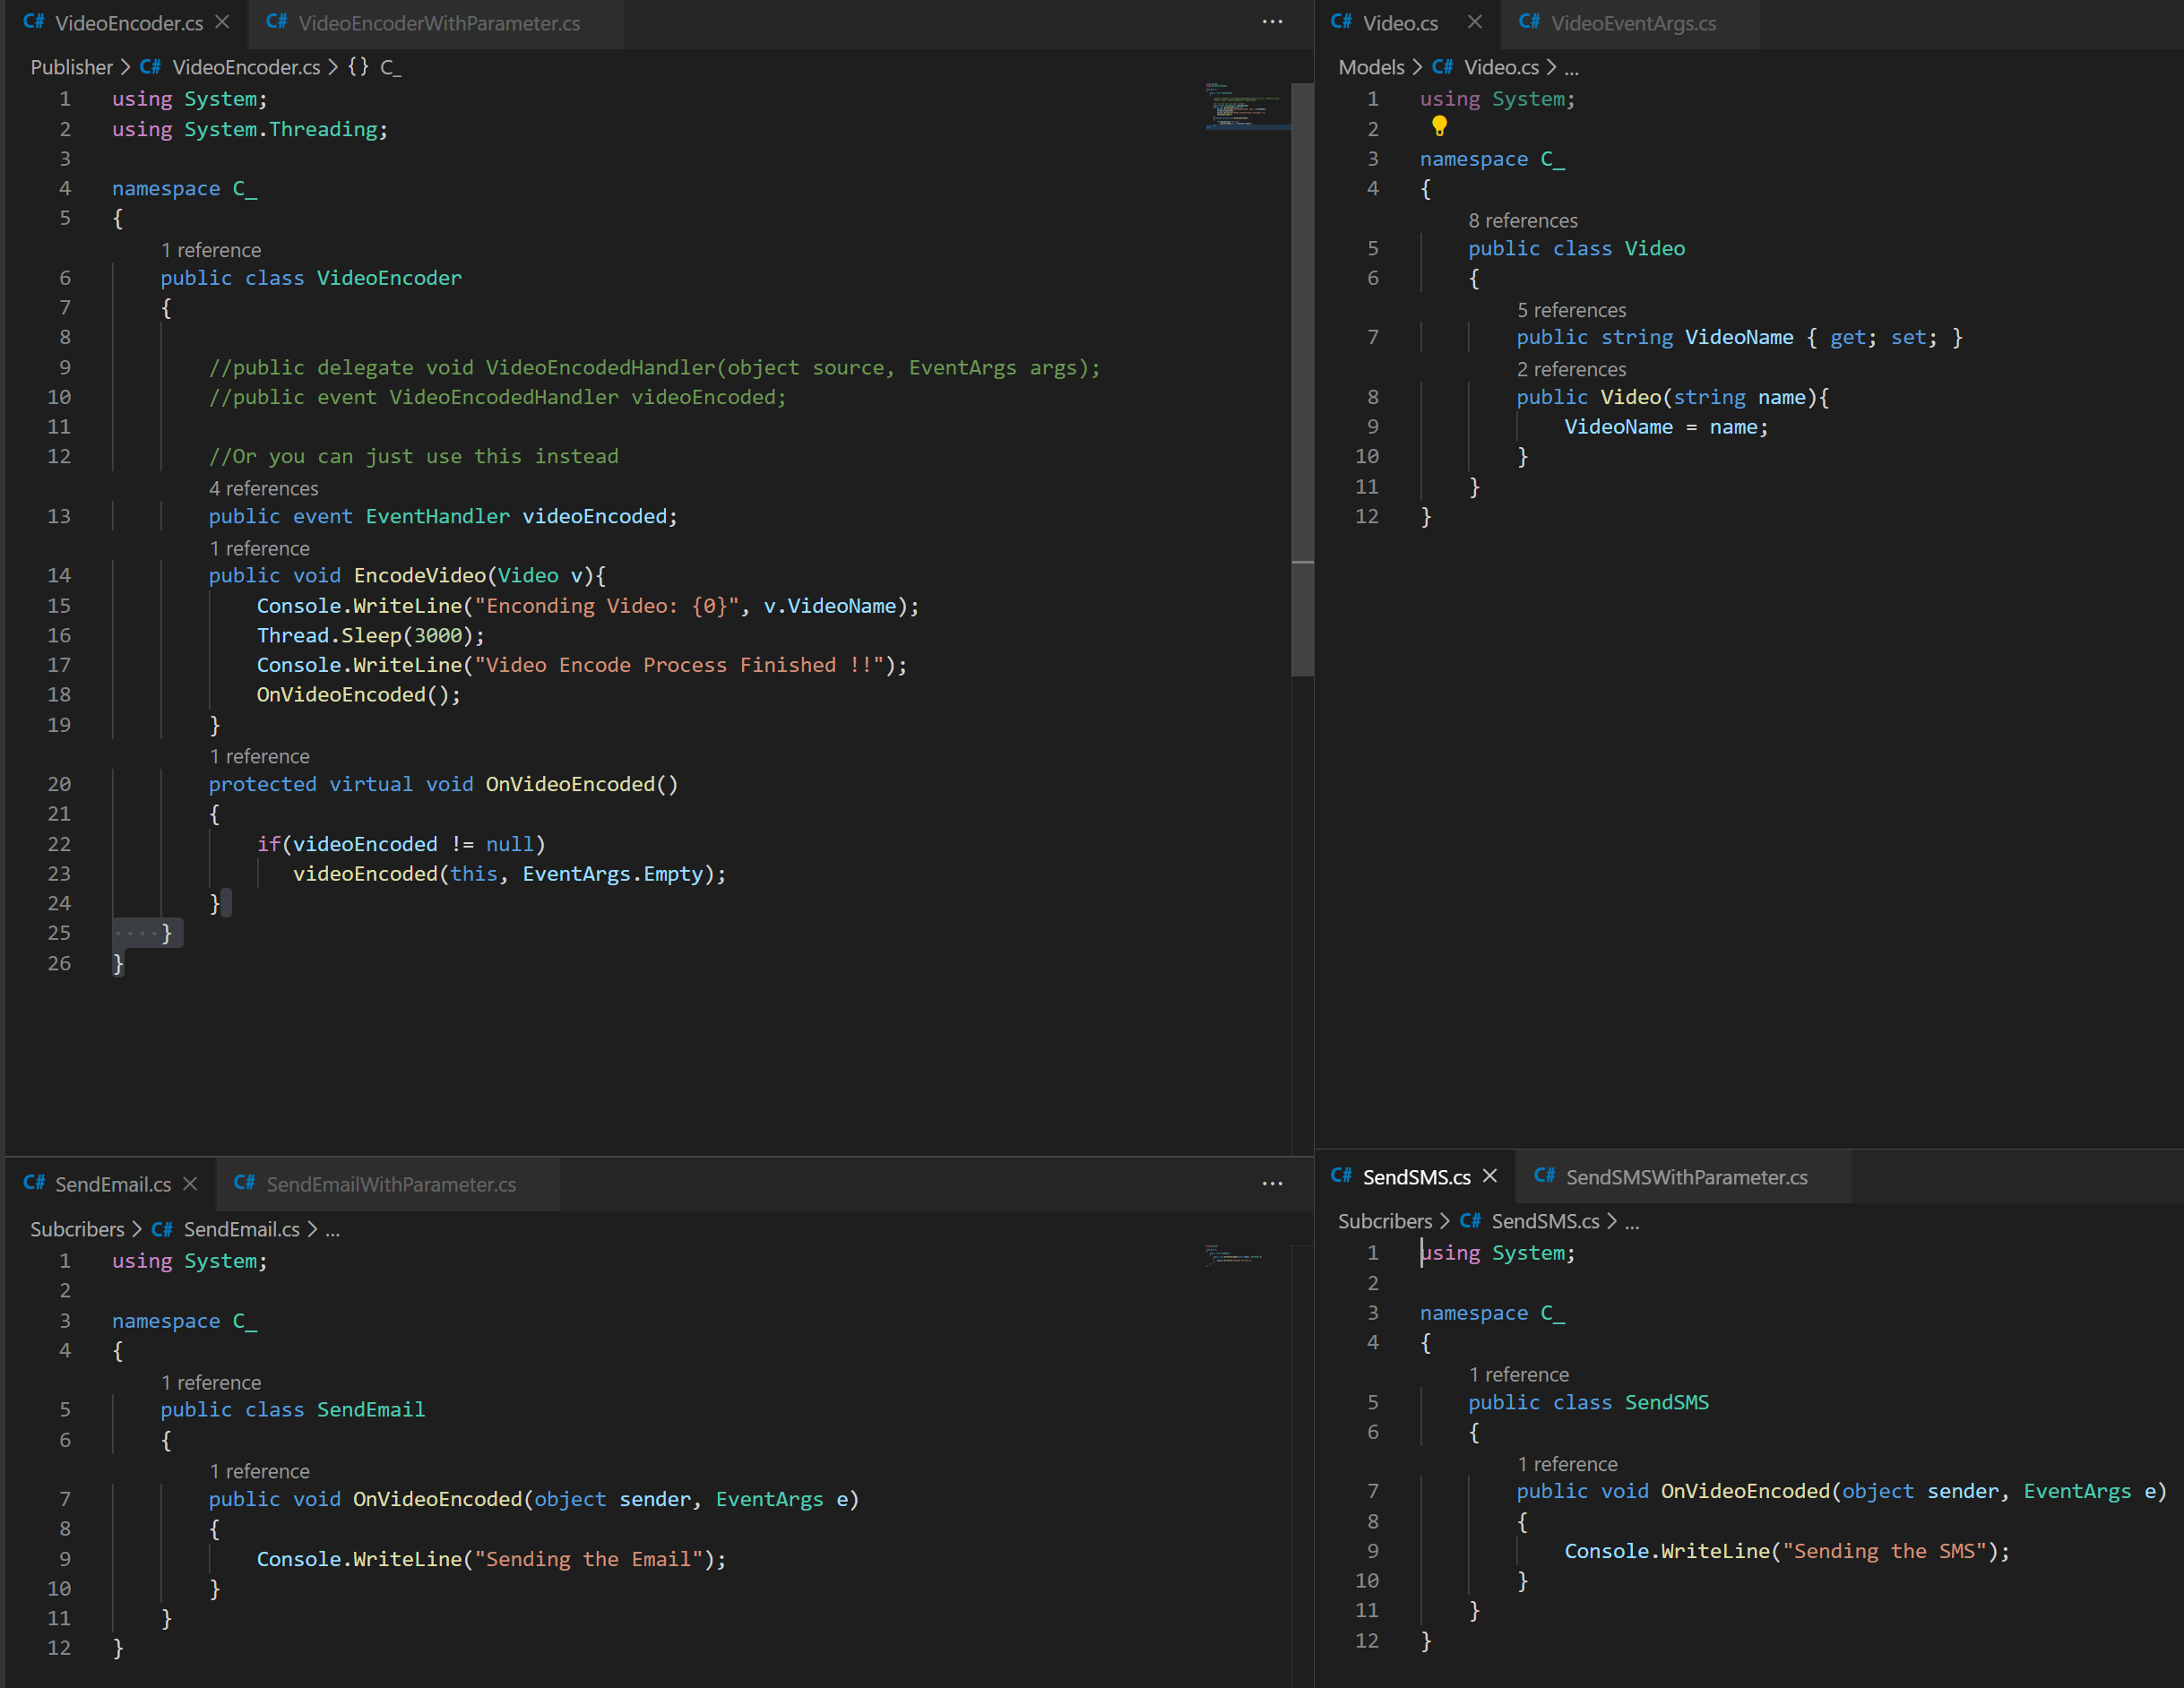 C# VideoEncoder.cs ×  C# VideoEncoderWithParameter.cs ...
Publisher > C# VideoEncoder.cs > {} C_
1 using System;
2 using System.Threading;
3
4 namespace C_
5 {
1 reference
6 public class VideoEncoder
7 {
8
9 //public delegate void VideoEncodedHandler(object source, EventArgs args);
10 //public event VideoEncodedHandler videoEncoded;
11
12 //Or you can just use this instead
4 references
13 public event EventHandler videoEncoded;
1 reference
14 public void EncodeVideo(Video v){
15 Console.WriteLine("Enconding Video: {0}", v.VideoName);
16 Thread.Sleep(3000);
17 Console.WriteLine("Video Encode Process Finished !!");
18 OnVideoEncoded();
19 }
1 reference
20 protected virtual void OnVideoEncoded()
21 {
22 if(videoEncoded != null)
23 videoEncoded(this, EventArgs.Empty);
24 }
25 ····}
26 }
C# Video.cs × C# VideoEventArgs.cs
Models > C# Video.cs > ...
1 using System;
2
3 namespace C_
4 {
8 references
5 public class Video
6 {
5 references
7 public string VideoName { get; set; }
2 references
8 public Video(string name){
9 VideoName = name;
10 }
11 }
12 }
C# SendEmail.cs × C# SendEmailWithParameter.cs ...
Subcribers > C# SendEmail.cs > ...
1 using System;
2
3 namespace C_
4 {
1 reference
5 public class SendEmail
6 {
1 reference
7 public void OnVideoEncoded(object sender, EventArgs e)
8 {
9 Console.WriteLine("Sending the Email");
10 }
11 }
12 }
C# SendSMS.cs × C# SendSMSWithParameter.cs
Subcribers > C# SendSMS.cs > ...
1 using System;
2
3 namespace C_
4 {
1 reference
5 public class SendSMS
6 {
1 reference
7 public void OnVideoEncoded(object sender, EventArgs e)
8 {
9 Console.WriteLine("Sending the SMS");
10 }
11 }
12 }